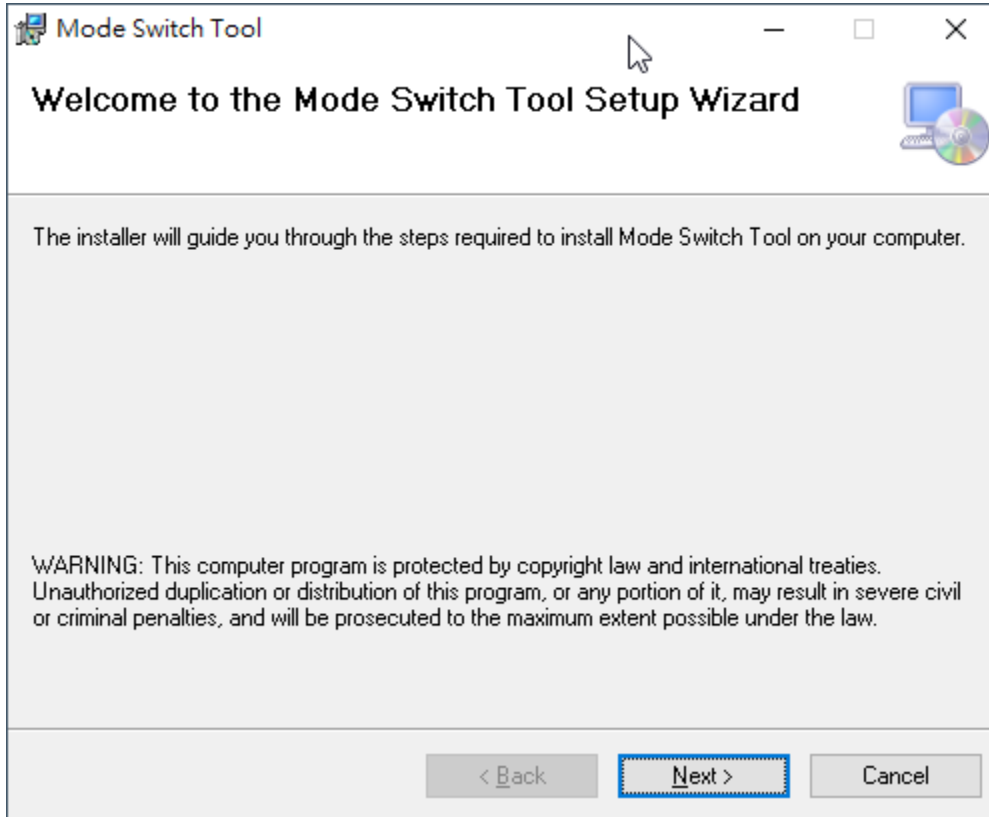 Mode Switch Tool
Welcome to the Mode Switch Tool Setup Wizard
The installer will guide you through the steps required to install Mode Switch Tool on your computer.
WARNING: This computer program is protected by copyright law and international treaties.
Unauthorized duplication or distribution of this program, or any portion of it, may result in severe civil
or criminal penalties, and will be prosecuted to the maximum extent possible under the law.
< Back
Next >
Cancel